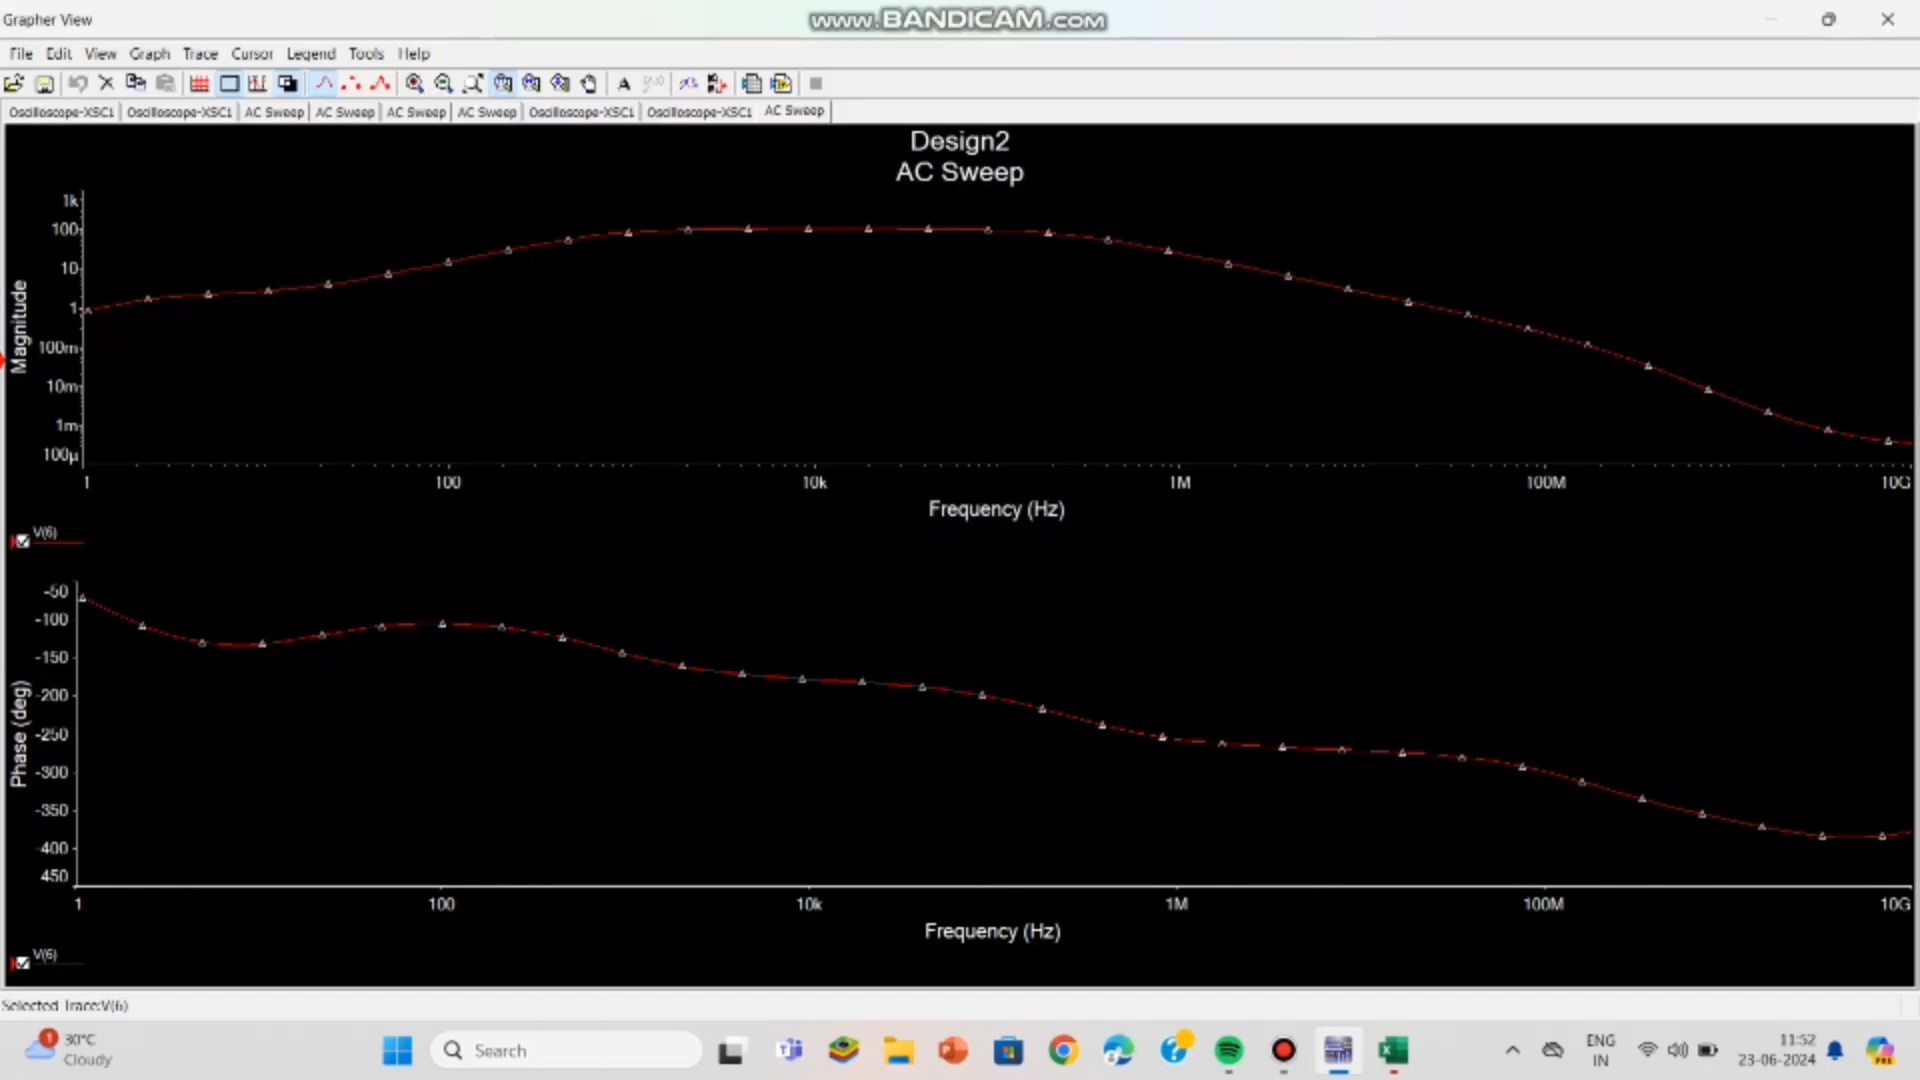 www.BANDICAM.com
Grapher View
File Edit View Graph Trace Cursor Legend Tools Help
Oscilloscope-XSC1 Oscilloscope-XSC1 AC Sweep AC Sweep AC Sweep AC Sweep Oscilloscope-XSC1 Oscilloscope-XSC1 AC Sweep
Design2
AC Sweep
Magnitude
1k
100
10
1
100m
10m
1m
100µ
1 100 10k 1M 100M 10G
Frequency (Hz)
V(6)
Phase (deg)
-50
-100
-150
-200
-250
-300
-350
-400
450
1 100 10k 1M 100M 10G
Frequency (Hz)
V(6)
Selected Trace:V(6)
1
30°C
Cloudy
Search
ENG
IN
11:52
23-06-2024